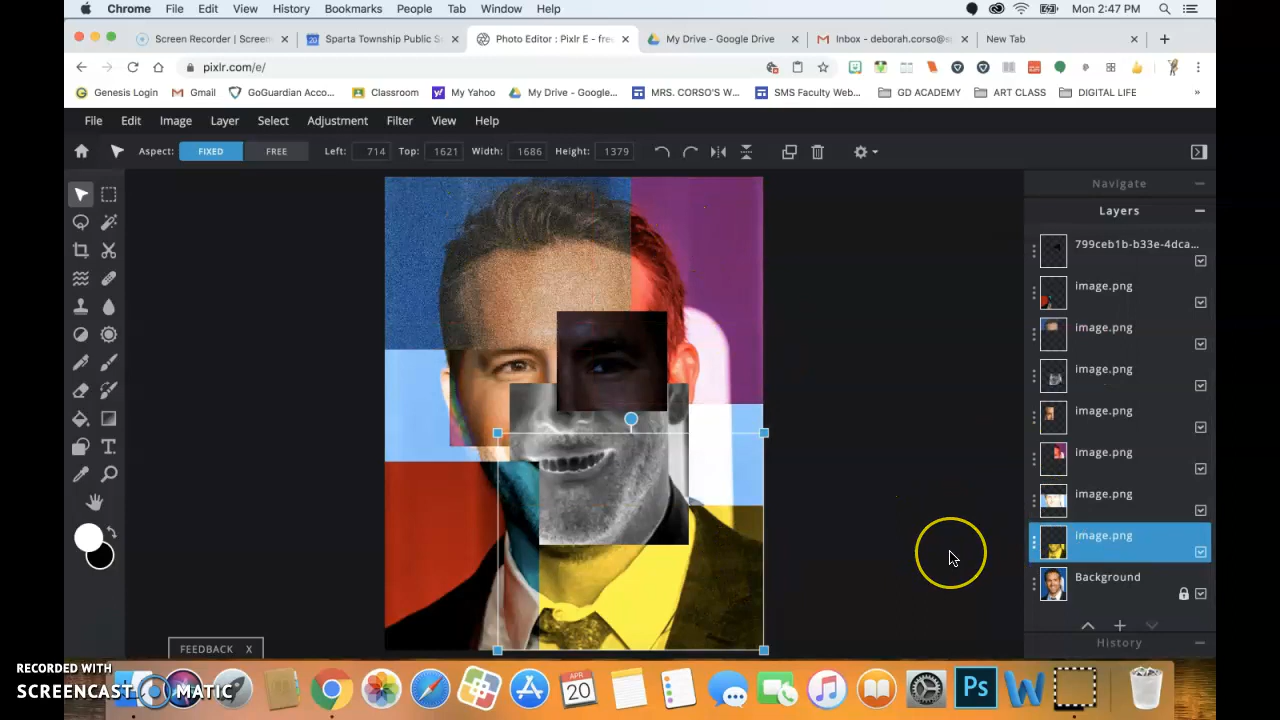 Chrome File Edit View History Bookmarks People Tab Window Help Mon 2:47 PM
Screen Recorder | Screen Sparta Township Public S Photo Editor : Pixlr E - free My Drive - Google Drive Inbox - deborah.corso@s New Tab
pixlr.com/e/
Genesis Login Gmail GoGuardian Acco... Classroom My Yahoo My Drive - Google... MRS. CORSO'S W... SMS Faculty Web... GD ACADEMY ART CLASS DIGITAL LIFE »
File Edit Image Layer Select Adjustment Filter View Help
Aspect: FIXED FREE Left: 714 Top: 1621 Width: 1686 Height: 1379
Navigate
Layers
799ceb1b-b33e-4dca...
image.png
image.png
image.png
image.png
image.png
image.png
image.png
Background
History
FEEDBACK X
RECORDED WITH
SCREENCAST MATIC
APR
20
Ps